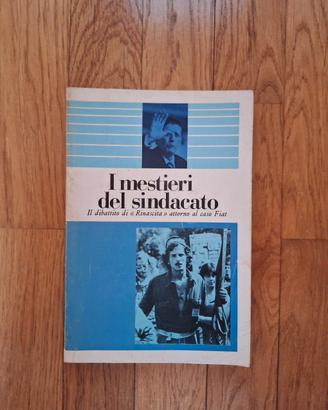 I mestieri
del sindacato
Il dibattito di « Rinascita » attorno al caso Fiat